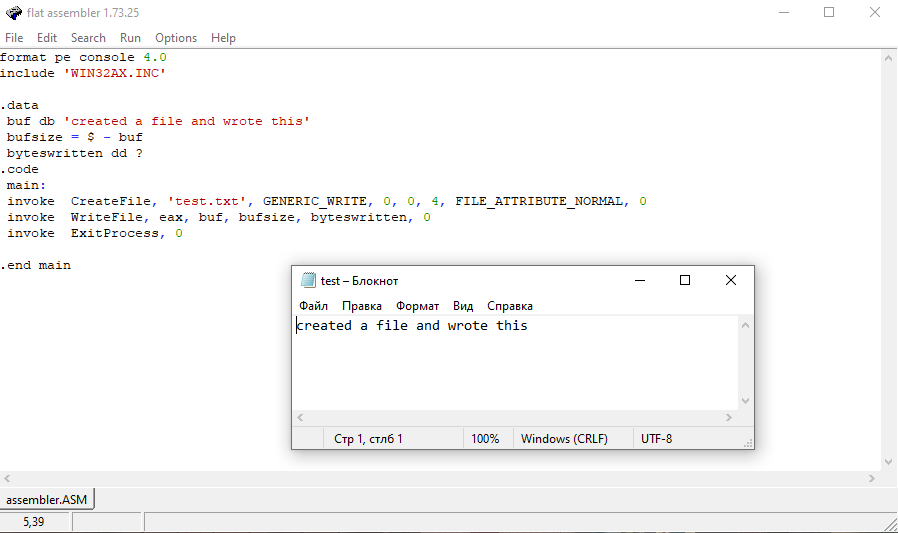 flat assembler 1.73.25
File Edit Search Run Options Help
format pe console 4.0
include 'WIN32AX.INC'
.data
buf db 'created a file and wrote this'
bufsize = $ - buf
byteswritten dd ?
.code
main:
invoke CreateFile, 'test.txt', GENERIC_WRITE, 0, 0, 4, FILE_ATTRIBUTE_NORMAL, 0
invoke WriteFile, eax, buf, bufsize, byteswritten, 0
invoke ExitProcess, 0
.end main
test – Блокнот
Файл Правка Формат Вид Справка
created a file and wrote this
Стр 1, стлб 1 100% Windows (CRLF) UTF-8
assembler.ASM
5,39